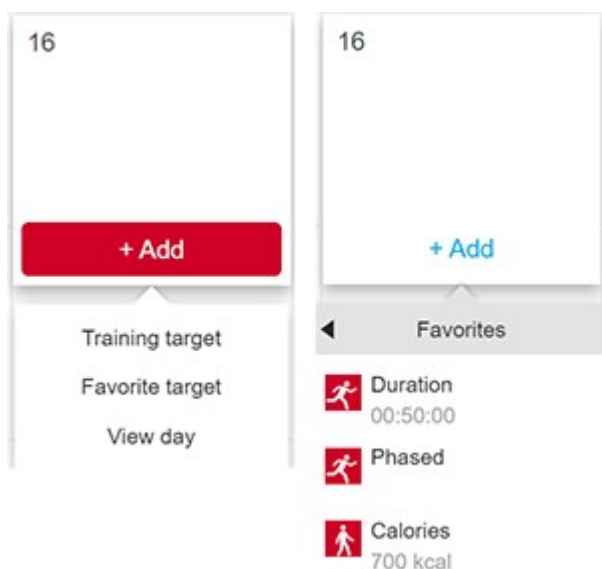 16
+ Add
Training target
Favorite target
View day
16
+ Add
Favorites
Duration
00:50:00
Phased
Calories
700 kcal